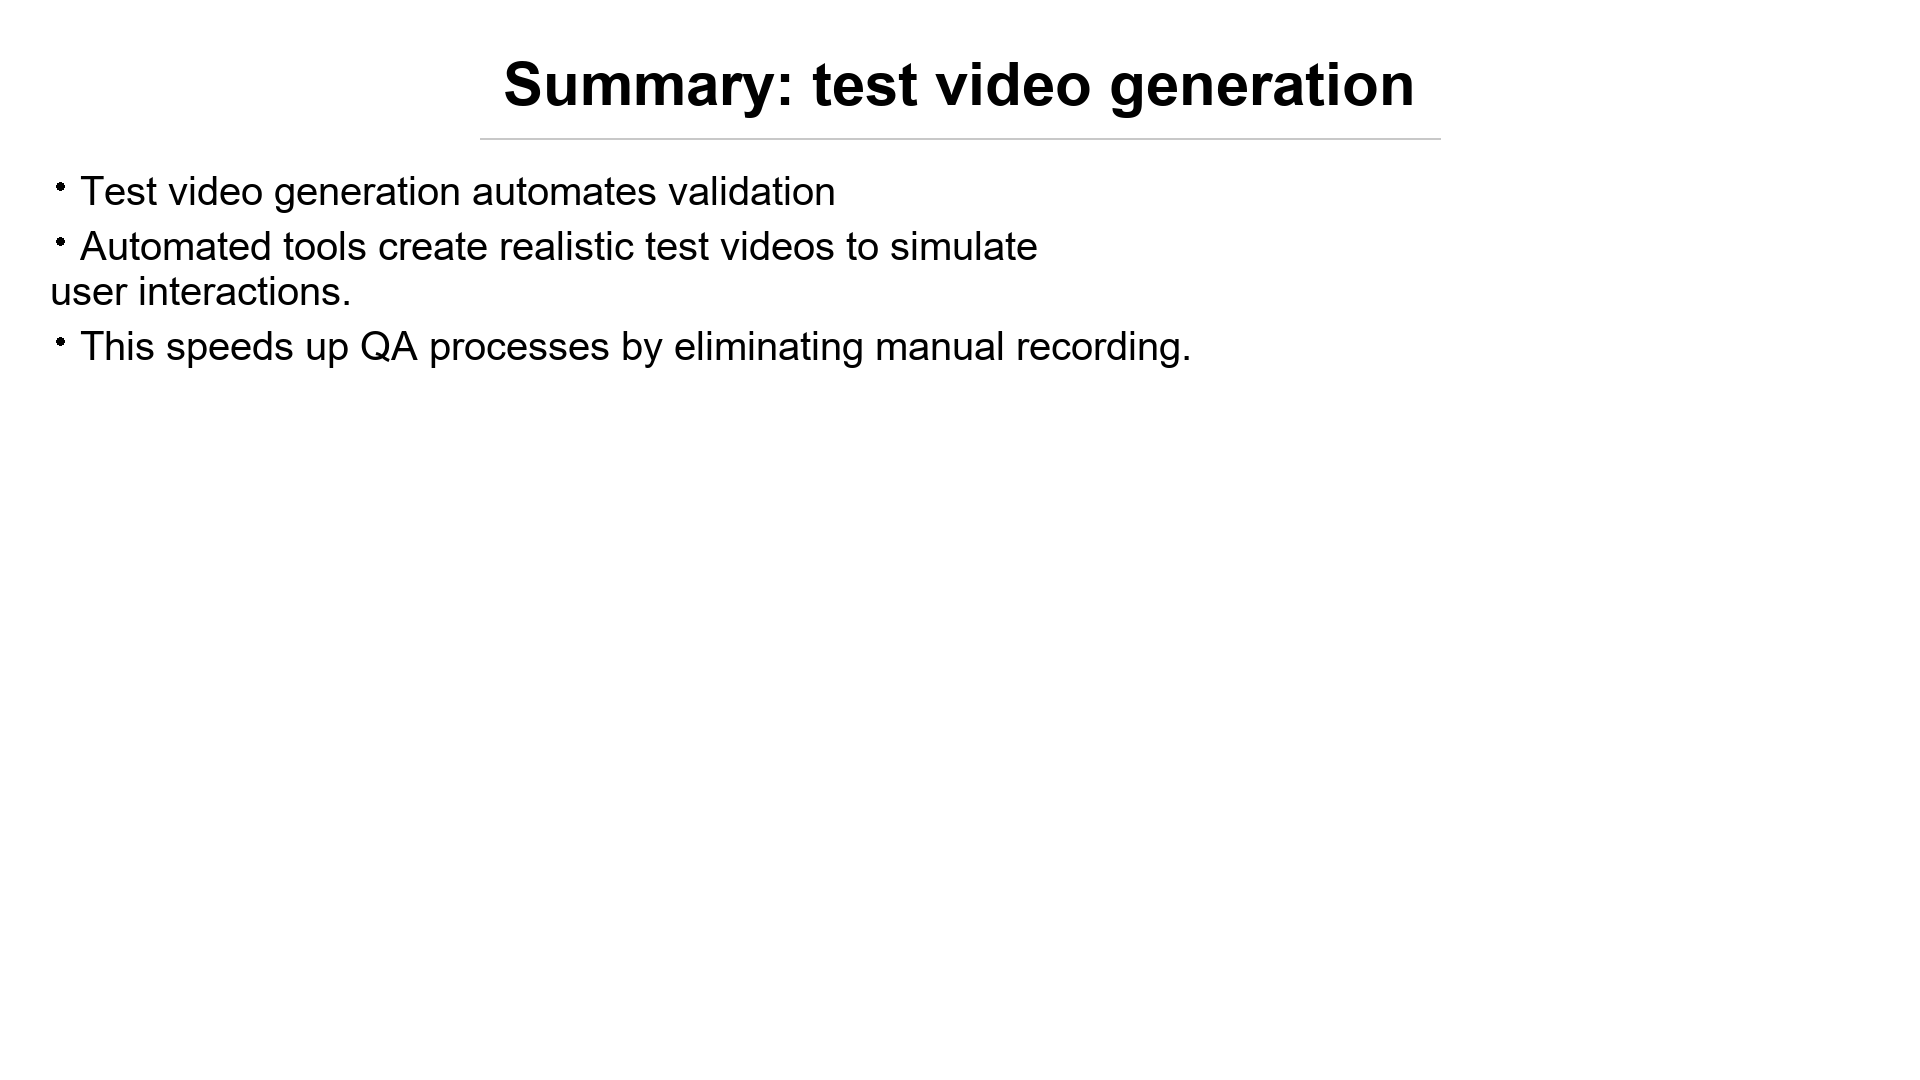 Summary: test video generation
• Test video generation automates validation
• Automated tools create realistic test videos to simulate
user interactions.
• This speeds up QA processes by eliminating manual recording.